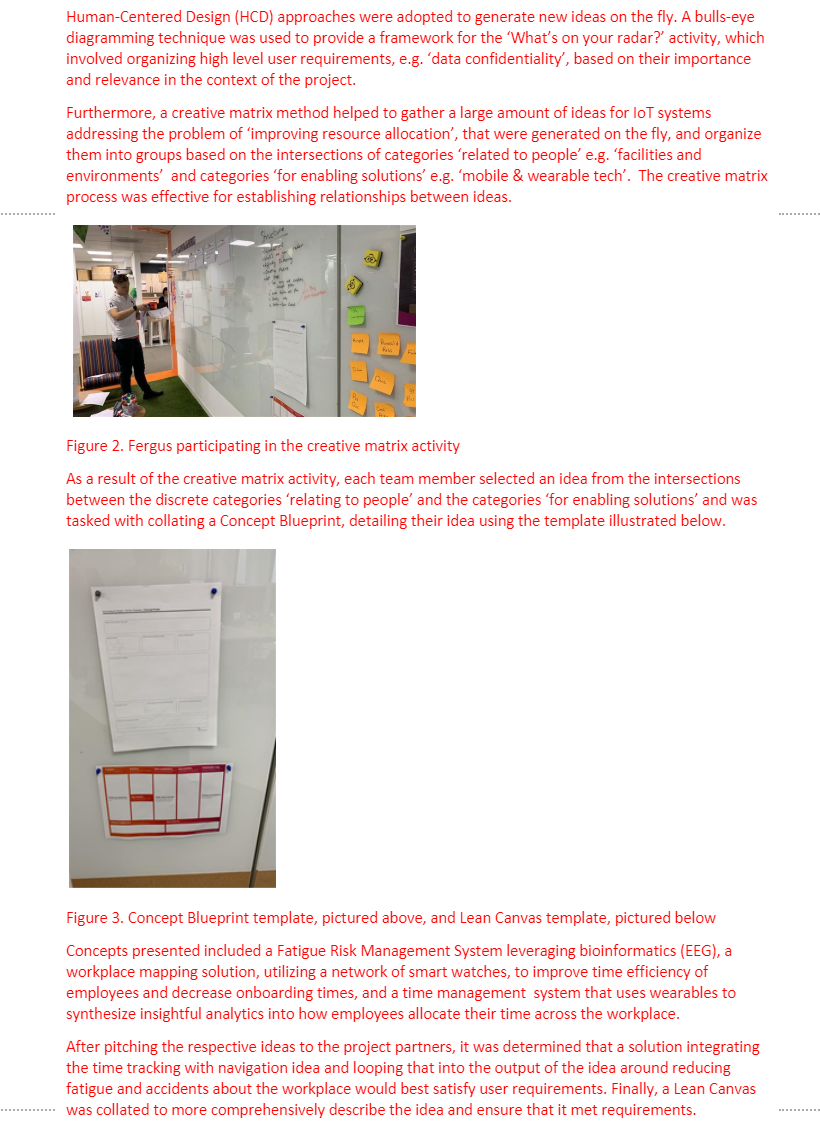 Human-Centered Design (HCD) approaches were adopted to generate new ideas on the fly. A bulls-eye
diagramming technique was used to provide a framework for the ‘What’s on your radar?’ activity, which
involved organizing high level user requirements, e.g. ‘data confidentiality’, based on their importance
and relevance in the context of the project.
Furthermore, a creative matrix method helped to gather a large amount of ideas for IoT systems
addressing the problem of ‘improving resource allocation’, that were generated on the fly, and organize
them into groups based on the intersections of categories ‘related to people’ e.g. ‘facilities and
environments’  and categories ‘for enabling solutions’ e.g. ‘mobile & wearable tech’.  The creative matrix
process was effective for establishing relationships between ideas.
Figure 2. Fergus participating in the creative matrix activity
As a result of the creative matrix activity, each team member selected an idea from the intersections
between the discrete categories ‘relating to people’ and the categories ‘for enabling solutions’ and was
tasked with collating a Concept Blueprint, detailing their idea using the template illustrated below.
Figure 3. Concept Blueprint template, pictured above, and Lean Canvas template, pictured below
Concepts presented included a Fatigue Risk Management System leveraging bioinformatics (EEG), a
workplace mapping solution, utilizing a network of smart watches, to improve time efficiency of
employees and decrease onboarding times, and a time management  system that uses wearables to
synthesize insightful analytics into how employees allocate their time across the workplace.
After pitching the respective ideas to the project partners, it was determined that a solution integrating
the time tracking with navigation idea and looping that into the output of the idea around reducing
fatigue and accidents about the workplace would best satisfy user requirements. Finally, a Lean Canvas
was collated to more comprehensively describe the idea and ensure that it met requirements.